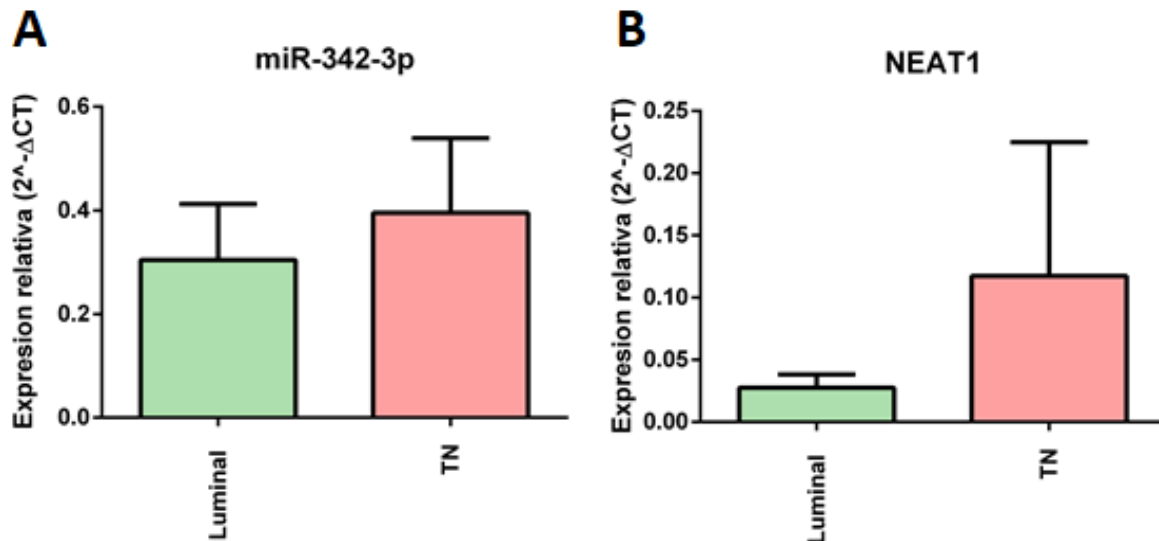 A
miR-342-3p
Expresion relativa (2^-ΔCT)
0.6
0.4
0.2
0.0
Luminal
TN
B
NEAT1
Expresion relativa (2^-ΔCT)
0.25
0.20
0.15
0.10
0.05
0.00
Luminal
TN